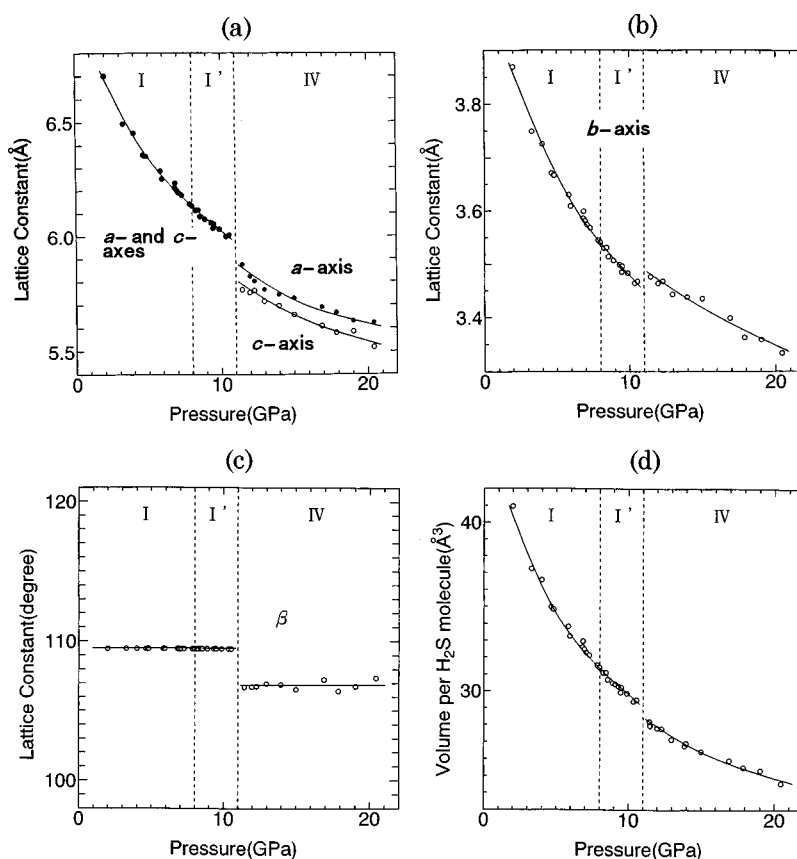 (a)
I
I '
IV
6.5
6.0
5.5
Lattice Constant(Å)
a- and c-
axes
a-axis
c-axis
0
10
20
Pressure(GPa)
(b)
I
I '
IV
3.8
3.6
3.4
Lattice Constant(Å)
b-axis
0
10
20
Pressure(GPa)
(c)
I
I '
IV
120
110
100
Lattice Constant(degree)
β
0
10
20
Pressure(GPa)
(d)
I
I '
IV
40
30
Volume per H₂S molecule(Å³)
0
10
20
Pressure(GPa)